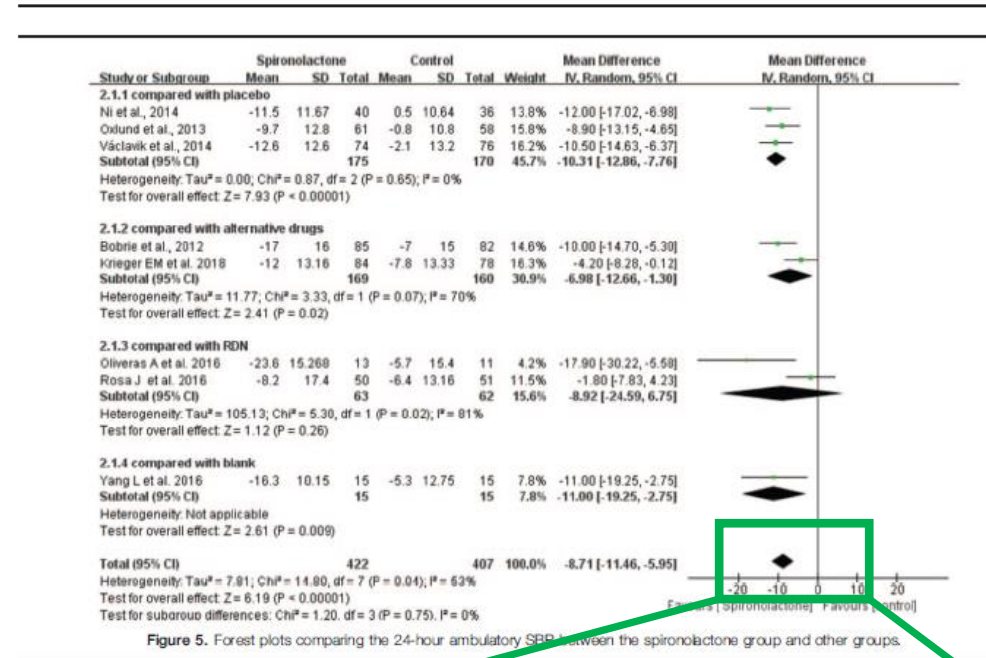 Spironolactone Control Mean Difference Mean Difference
Study or Subgroup Mean SD Total Mean SD Total Weight IV, Random, 95% CI IV, Random, 95% CI
2.1.1 compared with placebo
Ni et al., 2014 -11.5 11.67 40 0.5 10.64 36 13.8% -12.00 [-17.02, -6.98]
Oxlund et al., 2013 -9.7 12.8 61 -0.8 10.8 58 15.8% -8.90 [-13.15, -4.65]
Václavík et al., 2014 -12.6 12.6 74 -2.1 13.2 76 16.1% -10.50 [-14.63, -6.37]
Subtotal (95% CI) 175 170 45.7% -10.31 [-12.86, -7.76]
Heterogeneity: Tau² = 0.00; Chi² = 0.87, df = 2 (P = 0.65); I² = 0%
Test for overall effect: Z = 7.93 (P < 0.00001)
2.1.2 compared with alternative drugs
Bobrie et al., 2012 -17 16 85 -7 15 82 14.6% -10.00 [-14.70, -5.30]
Krieger EM et al. 2018 -12 13.16 84 -7.8 13.33 78 16.3% -4.20 [-8.28, -0.12]
Subtotal (95% CI) 169 160 30.9% -6.98 [-12.66, -1.30]
Heterogeneity: Tau² = 11.77; Chi² = 3.33, df = 1 (P = 0.07); I² = 70%
Test for overall effect: Z = 2.41 (P = 0.02)
2.1.3 compared with RDN
Oliveras A et al. 2016 -23.6 15.268 13 -5.7 15.4 11 4.2% -17.90 [-30.22, -5.58]
Rosa J et al. 2016 -8.2 17.4 50 -6.4 13.16 51 11.5% -1.80 [-7.83, 4.23]
Subtotal (95% CI) 63 62 15.6% -8.92 [-24.59, 6.75]
Heterogeneity: Tau² = 105.13; Chi² = 5.30, df = 1 (P = 0.02); I² = 81%
Test for overall effect: Z = 1.12 (P = 0.26)
2.1.4 compared with blank
Yang L et al. 2016 -16.3 10.15 15 -5.3 12.75 15 7.8% -11.00 [-19.25, -2.75]
Subtotal (95% CI) 15 15 7.8% -11.00 [-19.25, -2.75]
Heterogeneity: Not applicable
Test for overall effect: Z = 2.61 (P = 0.009)
Total (95% CI) 422 407 100.0% -8.71 [-11.46, -5.95]
Heterogeneity: Tau² = 7.81; Chi² = 14.80, df = 7 (P = 0.04); I² = 53%
-20 -10 0 10 20
Test for overall effect: Z = 6.19 (P < 0.00001)
Favours [Spironolactone] Favours [control]
Test for subgroup differences: Chi² = 1.20, df = 3 (P = 0.75), I² = 0%
Figure 5. Forest plots comparing the 24-hour ambulatory SBP between the spironolactone group and other groups.